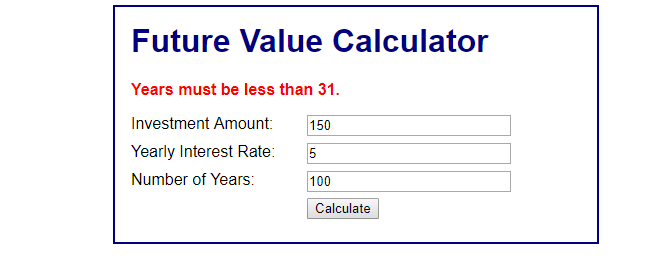 Future Value Calculator
Years must be less than 31.
Investment Amount: 150
Yearly Interest Rate: 5
Number of Years: 100
Calculate